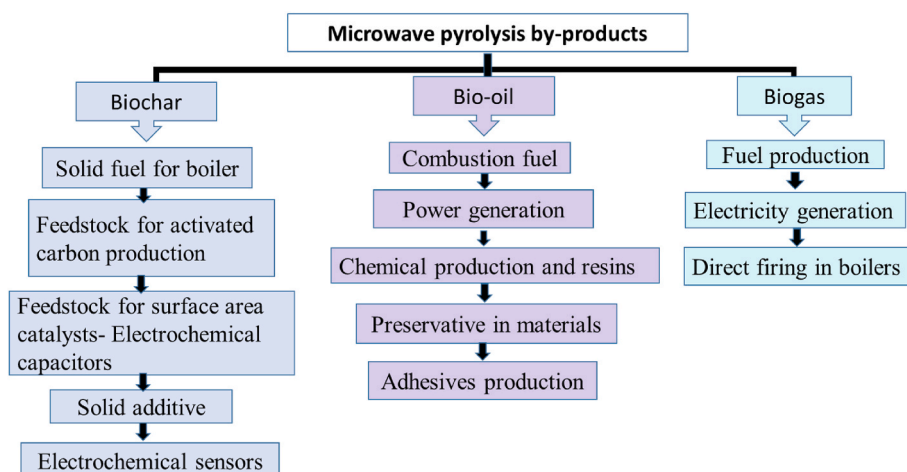 Microwave pyrolysis by-products
Biochar
Solid fuel for boiler
Feedstock for activated
carbon production
Feedstock for surface area
catalysts- Electrochemical
capacitors
Solid additive
Electrochemical sensors
Bio-oil
Combustion fuel
Power generation
Chemical production and resins
Preservative in materials
Adhesives production
Biogas
Fuel production
Electricity generation
Direct firing in boilers